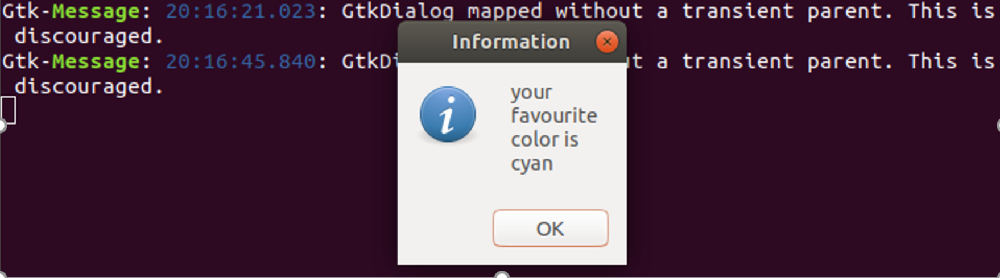 Gtk-Message: 20:16:21.023: GtkDialog mapped without a transient parent. This is
discouraged.
Gtk-Message: 20:16:45.840: GtkDi t a transient parent. This is
discouraged.
Information
your
favourite
color is
cyan
OK